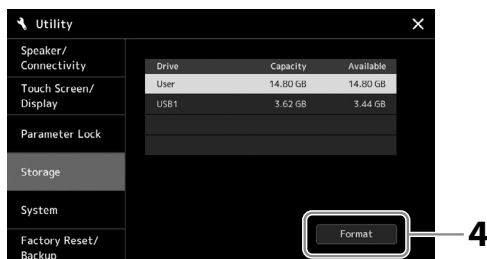 Utility
Speaker/
Connectivity
Touch Screen/
Display
Parameter Lock
Storage
System
Factory Reset/
Backup
Drive Capacity Available
User 14.80 GB 14.80 GB
USB1 3.62 GB 3.44 GB
Format
4